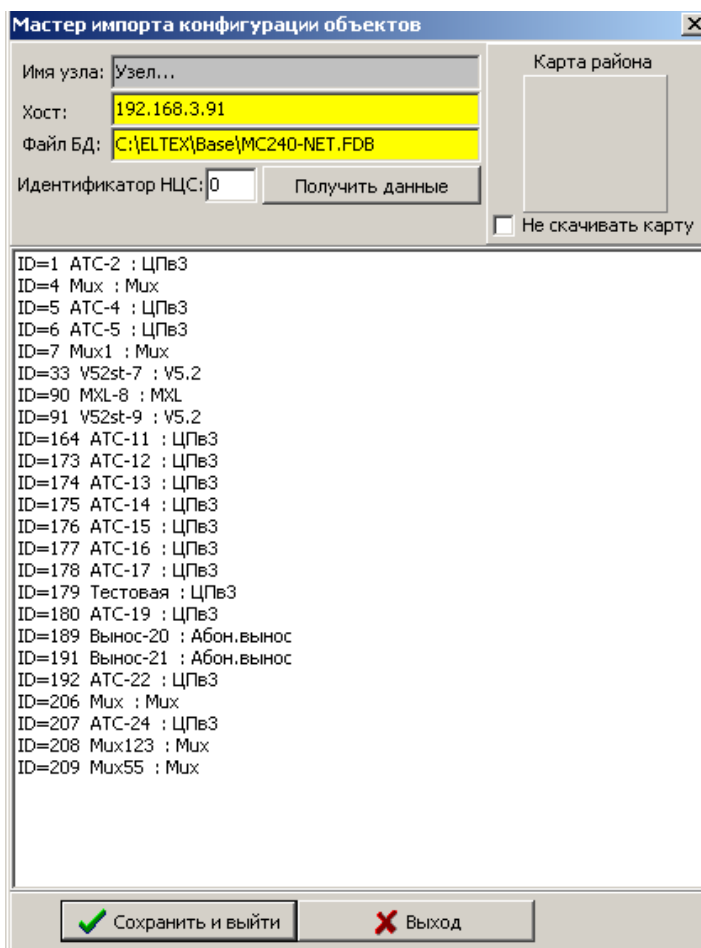 Мастер импорта конфигурации объектов
Имя узла: Узел...
Карта района
Хост: 192.168.3.91
Файл БД: C:\ELTEX\Base\MC240-NET.FDB
Идентификатор НЦС: 0 Получить данные
Не скачивать карту
ID=1 АТС-2 : ЦПв3
ID=4 Mux : Mux
ID=5 АТС-4 : ЦПв3
ID=6 АТС-5 : ЦПв3
ID=7 Mux1 : Mux
ID=33 V52st-7 : V5.2
ID=90 MXL-8 : MXL
ID=91 V52st-9 : V5.2
ID=164 АТС-11 : ЦПв3
ID=173 АТС-12 : ЦПв3
ID=174 АТС-13 : ЦПв3
ID=175 АТС-14 : ЦПв3
ID=176 АТС-15 : ЦПв3
ID=177 АТС-16 : ЦПв3
ID=178 АТС-17 : ЦПв3
ID=179 Тестовая : ЦПв3
ID=180 АТС-19 : ЦПв3
ID=189 Вынос-20 : Абон.вынос
ID=191 Вынос-21 : Абон.вынос
ID=192 АТС-22 : ЦПв3
ID=206 Mux : Mux
ID=207 АТС-24 : ЦПв3
ID=208 Mux123 : Mux
ID=209 Mux55 : Mux
Сохранить и выйти Выход